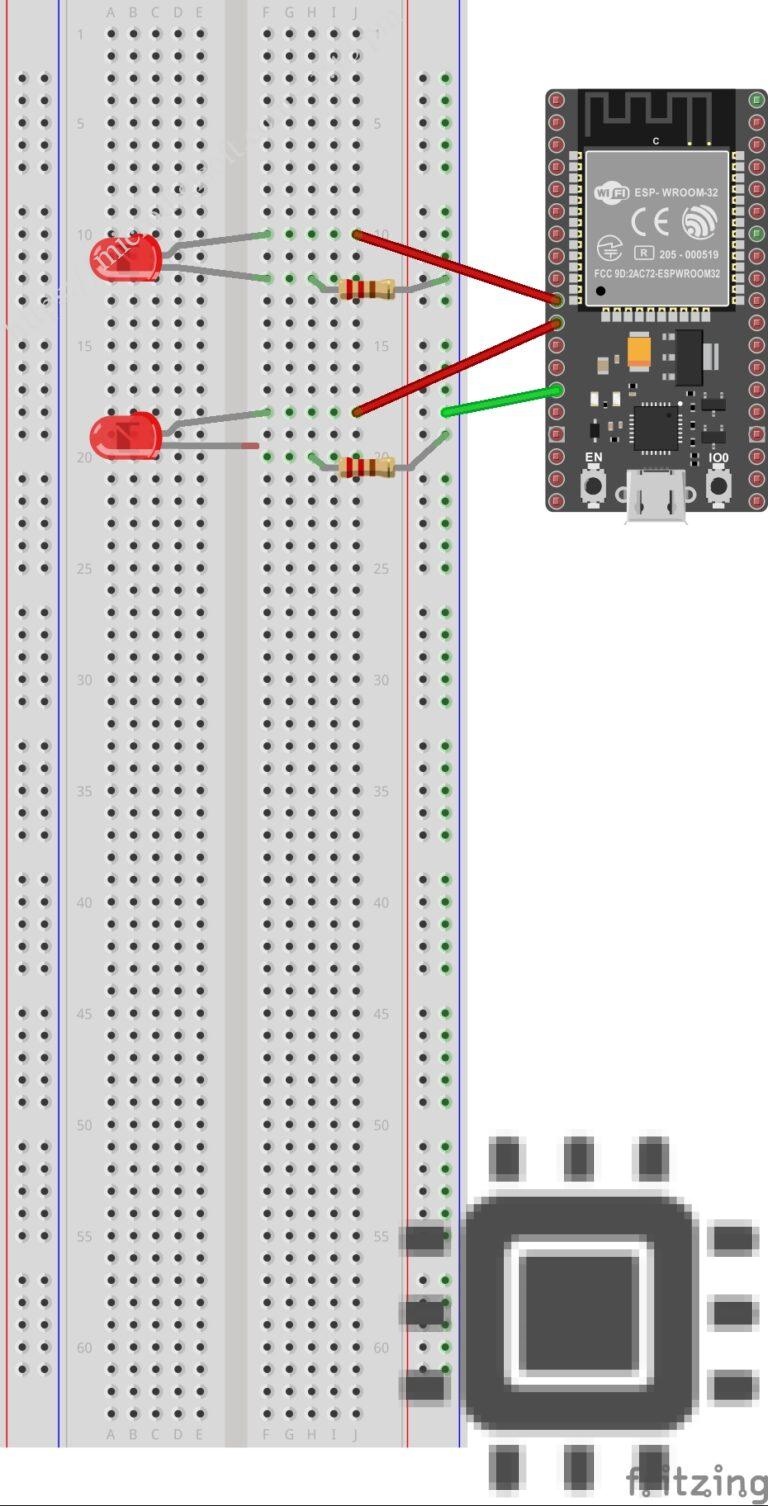 A B C D E F G H I J
1 1
5 5
10 10
15 15
20 20
25 25
30 30
35 35
40 40
45 45
50 50
55 55
60 60
A B C D E F G H I J
C
WiFi ESP-WROOM-32
CE
R 205-000519
FCC 9D:2AC72-ESPWROOM32
EN IO0
fritzing